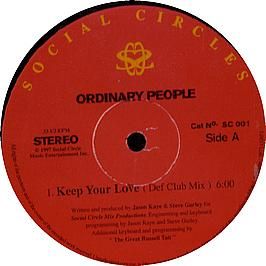 SOCIAL CIRCLES
ORDINARY PEOPLE
33 1/3 RPM
STEREO
© 1997 Social Circle
Music Entertainment Inc.
Cat No. SC 001
Side A
1. Keep Your Love ( Def Club Mix ) 6:00
Written and produced by Jason Kaye & Steve Gurley for
Social Circle Mix Productions. Engineering and keyboard
programming by Jason Kaye and Steve Gurley.
Additional keyboard and programming by
" The Great Russell Tait "